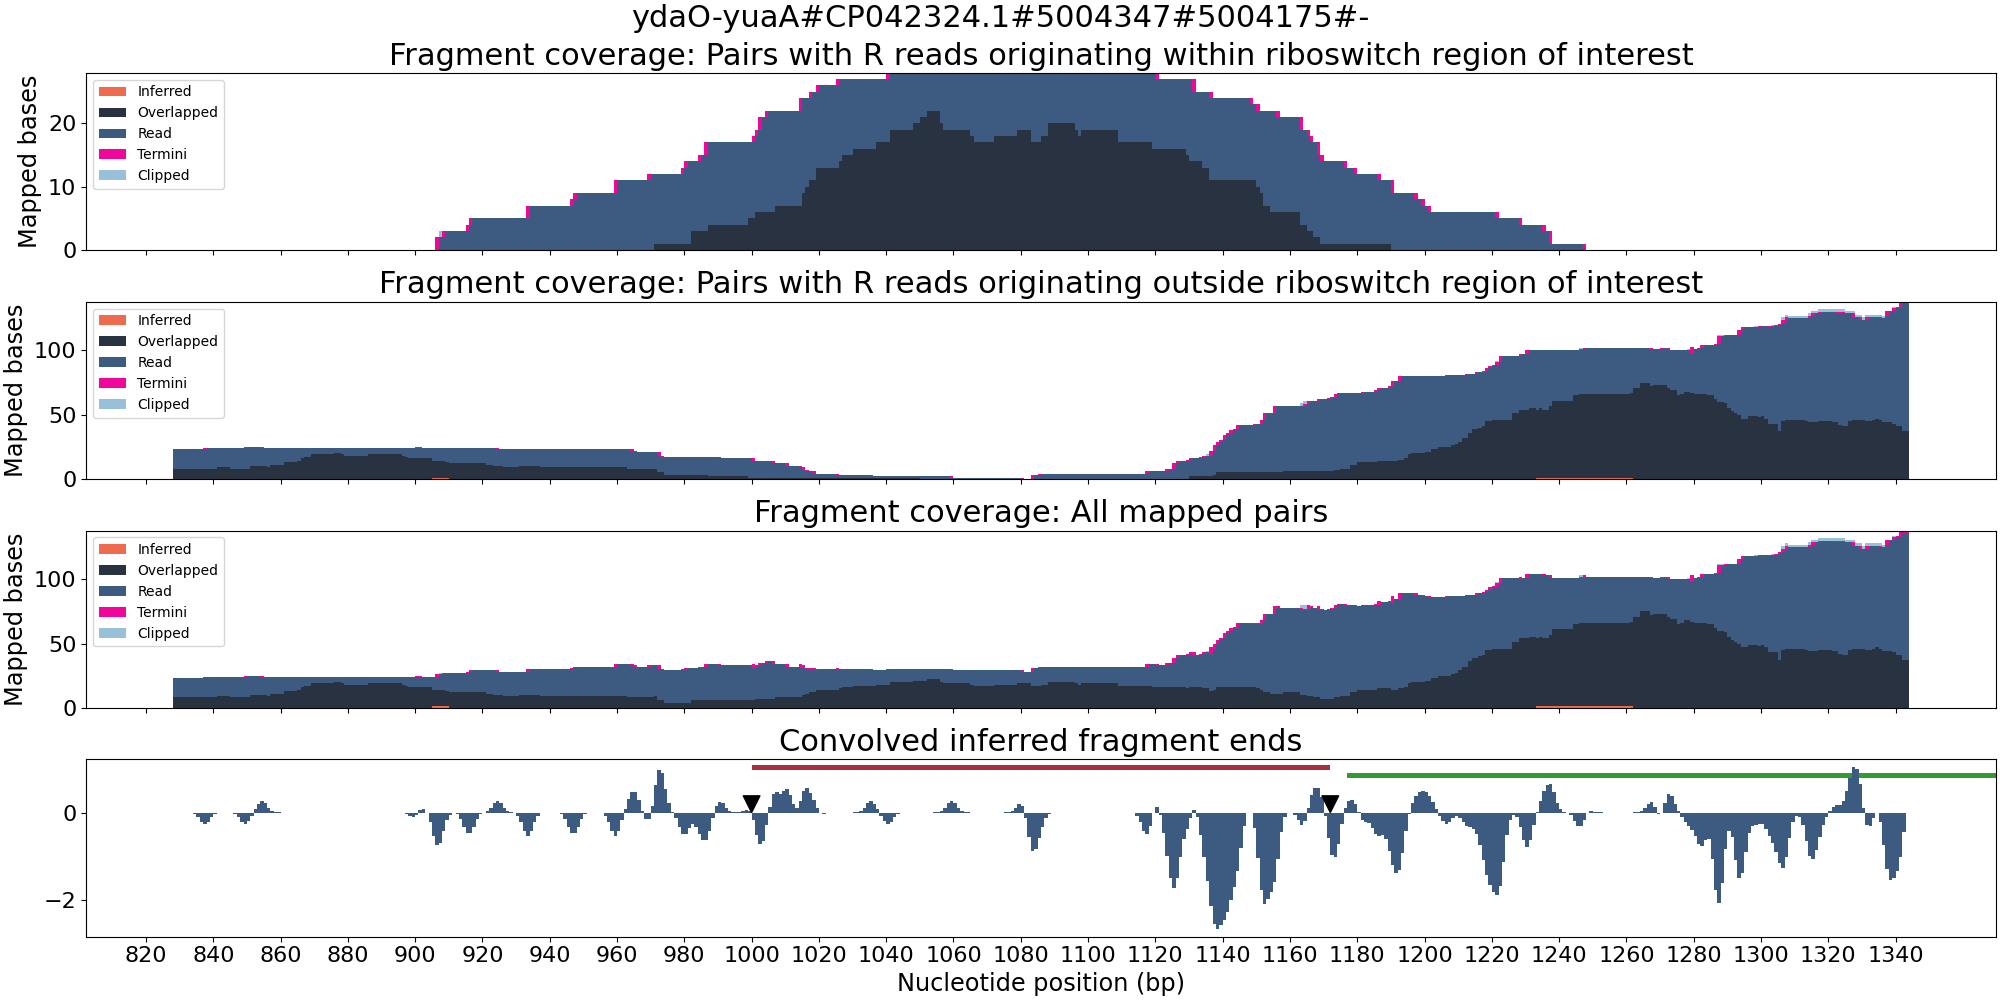 ydaO-yuaA#CP042324.1#5004347#5004175#-
Fragment coverage: Pairs with R reads originating within riboswitch region of interest
Mapped bases
20
10
0
Inferred
Overlapped
Read
Termini
Clipped
Fragment coverage: Pairs with R reads originating outside riboswitch region of interest
Mapped bases
100
50
0
Inferred
Overlapped
Read
Termini
Clipped
Fragment coverage: All mapped pairs
Mapped bases
100
50
0
Inferred
Overlapped
Read
Termini
Clipped
Convolved inferred fragment ends
0
−2
820 840 860 880 900 920 940 960 980 1000 1020 1040 1060 1080 1100 1120 1140 1160 1180 1200 1220 1240 1260 1280 1300 1320 1340
Nucleotide position (bp)